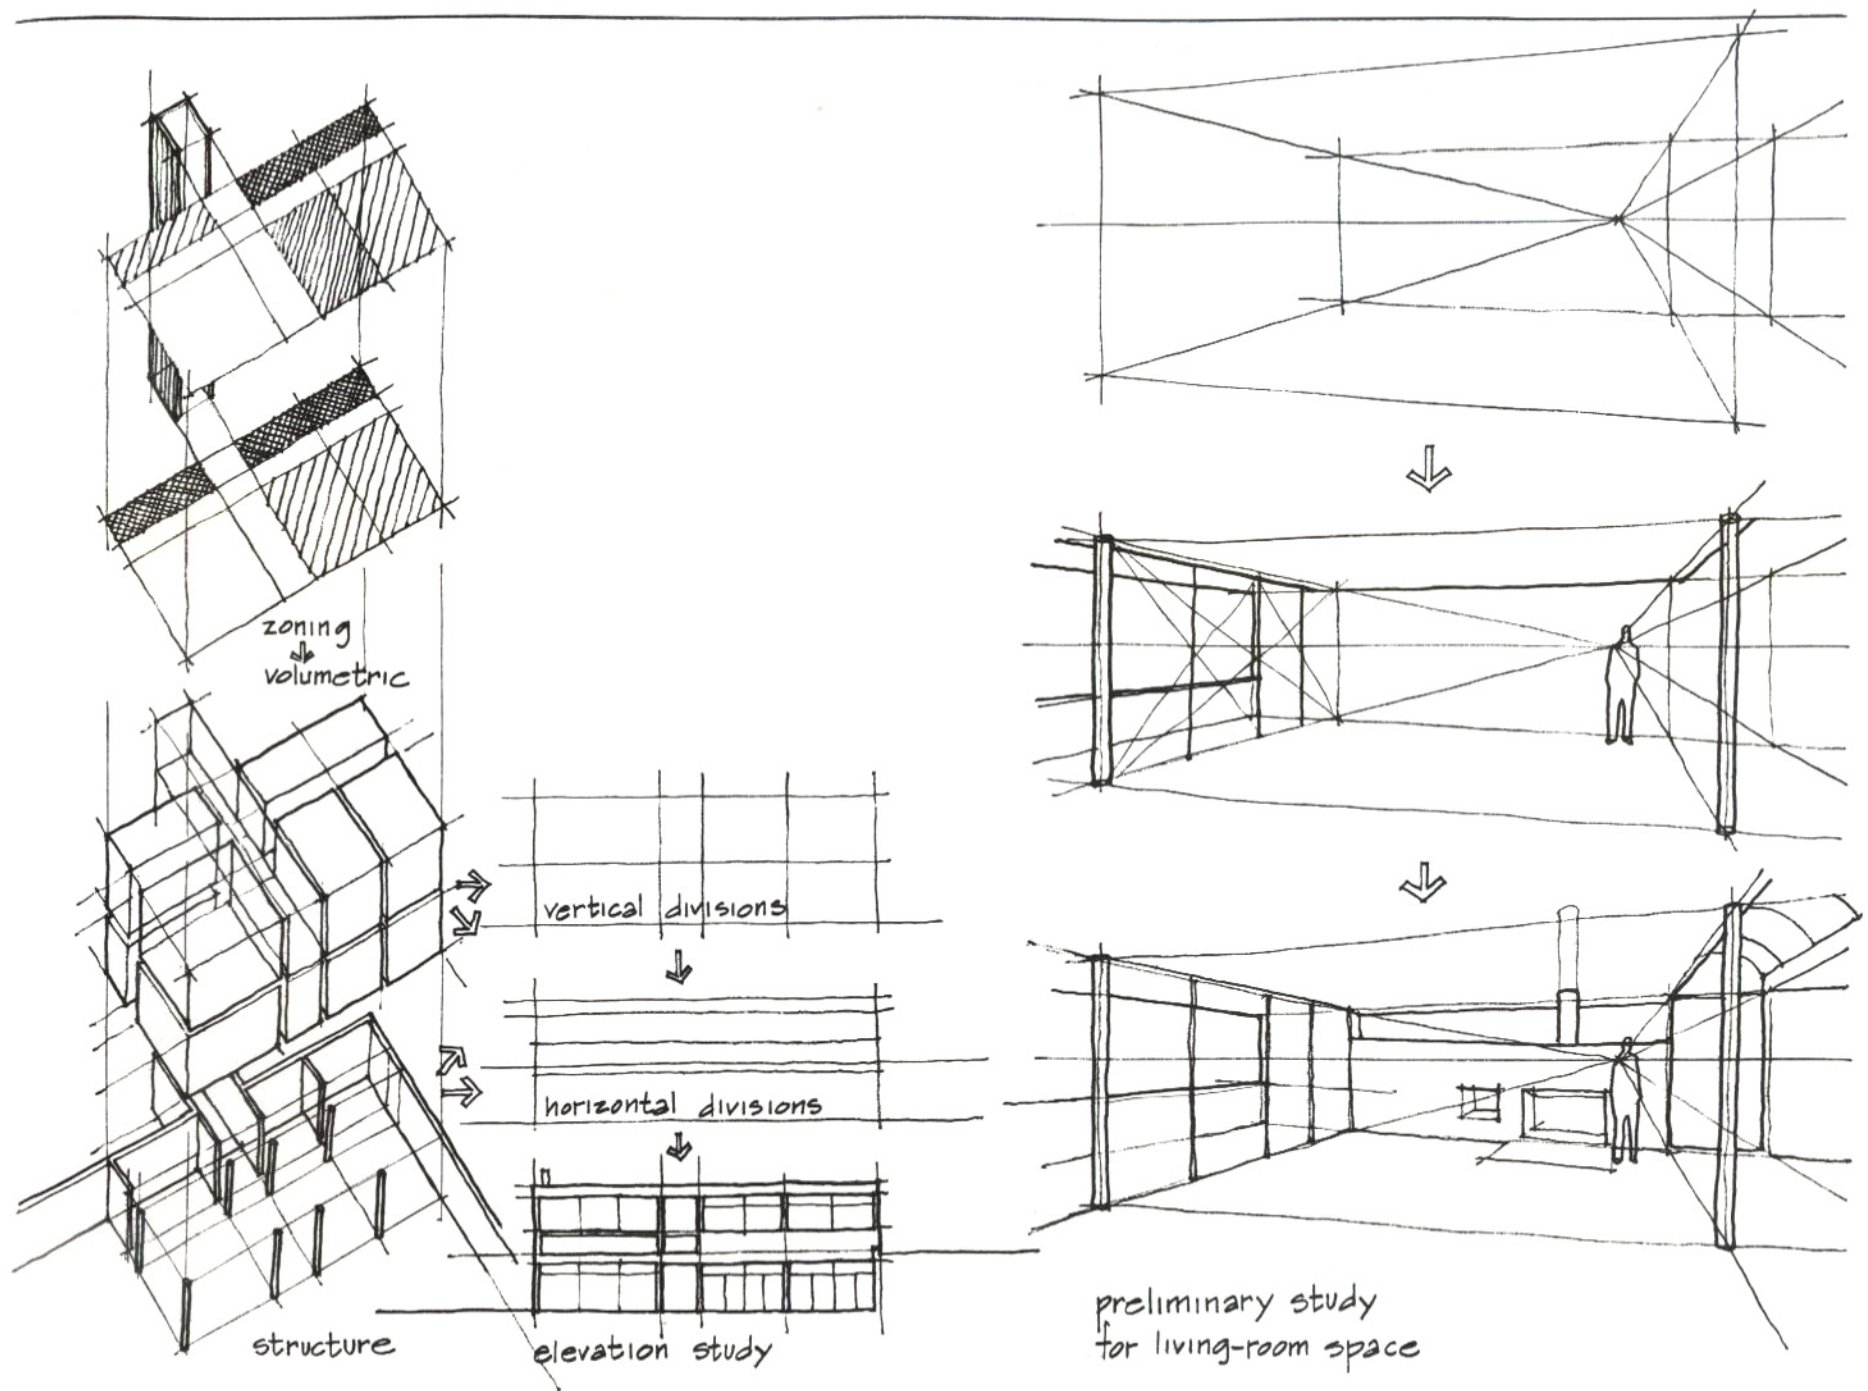 zoning
volumetric
vertical divisions
horizontal divisions
structure
elevation study
preliminary study
for living-room space